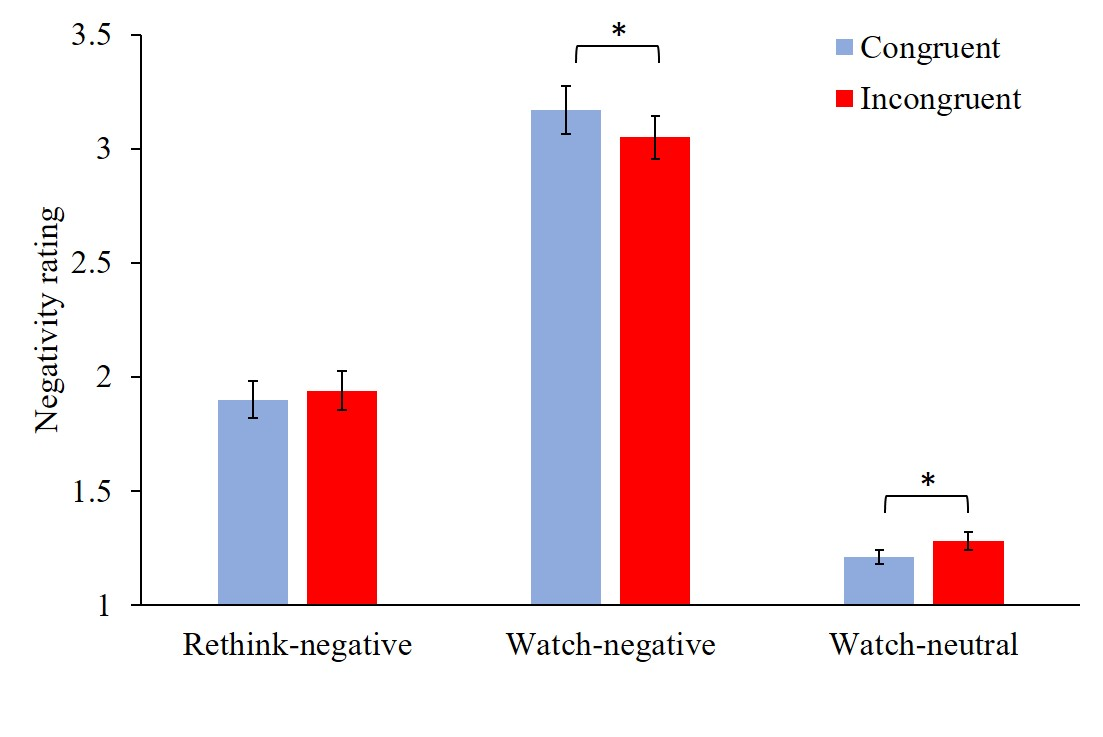 Negativity rating
3.5
3
2.5
2
1.5
1
*
*
Congruent
Incongruent
Rethink-negative
Watch-negative
Watch-neutral